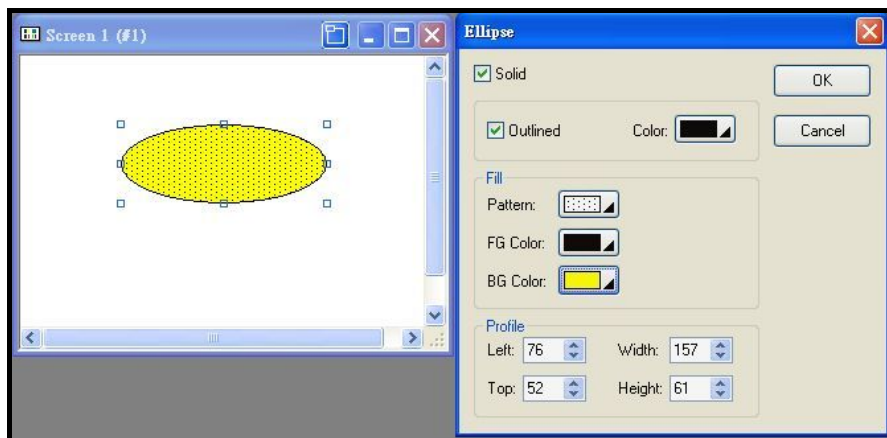 Screen 1 (#1)
Ellipse
Solid
OK
Outlined Color:
Cancel
Fill
Pattern:
FG Color:
BG Color:
Profile
Left: 76 Width: 157
Top: 52 Height: 61